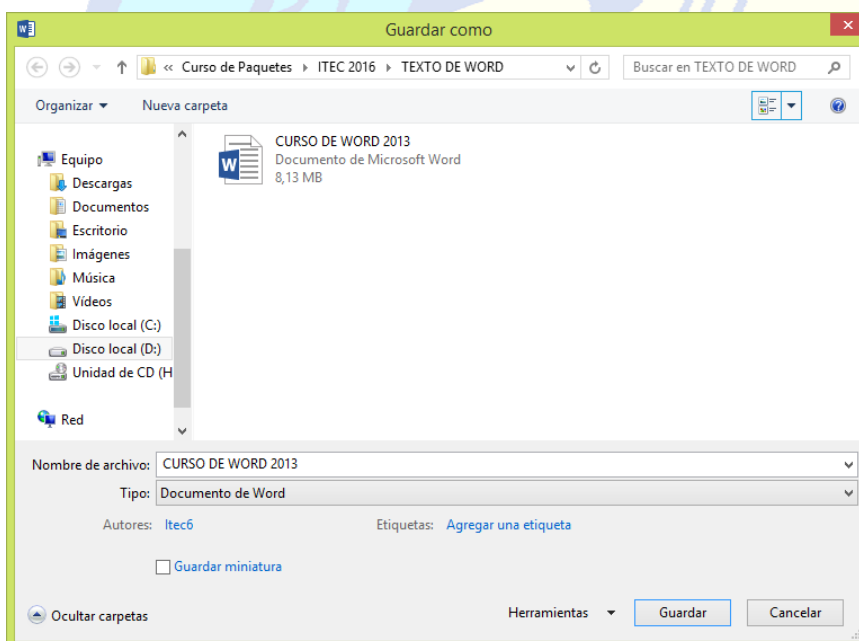 Guardar como
« Curso de Paquetes ▸ ITEC 2016 ▸ TEXTO DE WORD
Buscar en TEXTO DE WORD
Organizar
Nueva carpeta
Equipo
Descargas
Documentos
Escritorio
Imágenes
Música
Vídeos
Disco local (C:)
Disco local (D:)
Unidad de CD (H
Red
CURSO DE WORD 2013
Documento de Microsoft Word
8,13 MB
Nombre de archivo: CURSO DE WORD 2013
Tipo: Documento de Word
Autores: Itec6 Etiquetas: Agregar una etiqueta
Guardar miniatura
Ocultar carpetas Herramientas Guardar Cancelar